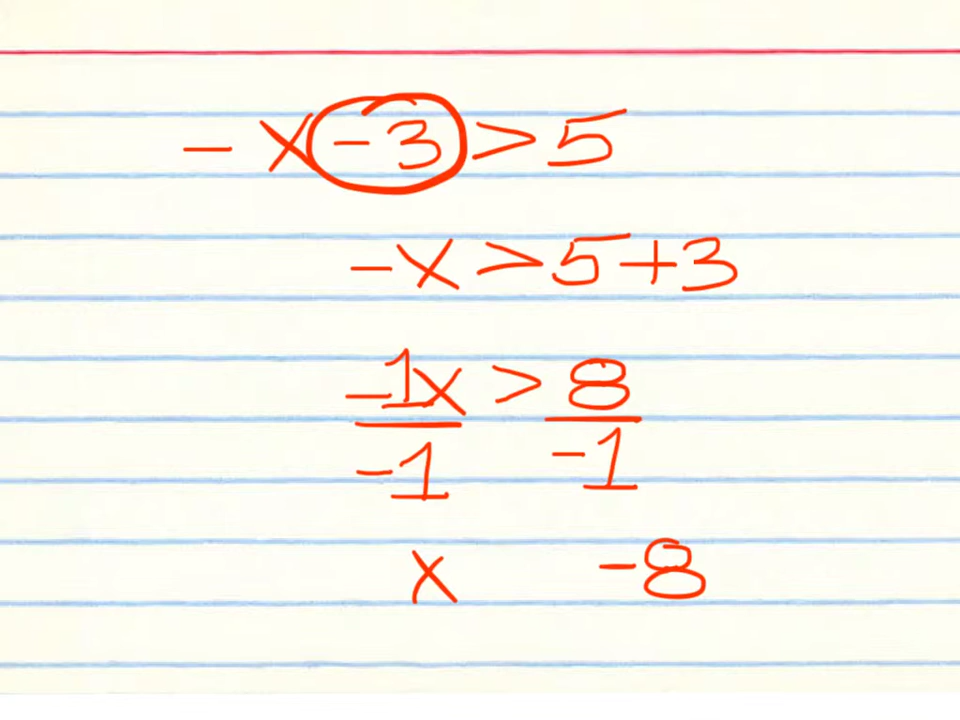 - x - 3 > 5
- x > 5 + 3
-1x > 8
-1 -1
x -8